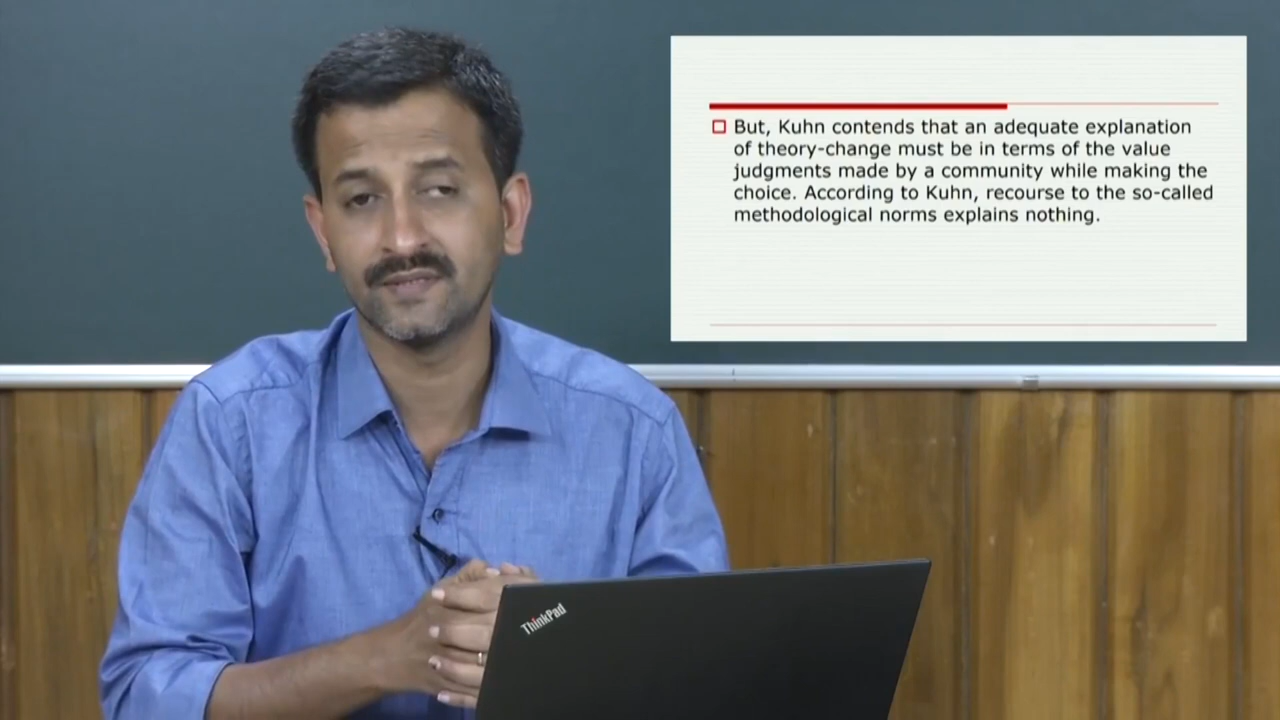 But, Kuhn contends that an adequate explanation
of theory-change must be in terms of the value
judgments made by a community while making the
choice. According to Kuhn, recourse to the so-called
methodological norms explains nothing.
ThinkPad